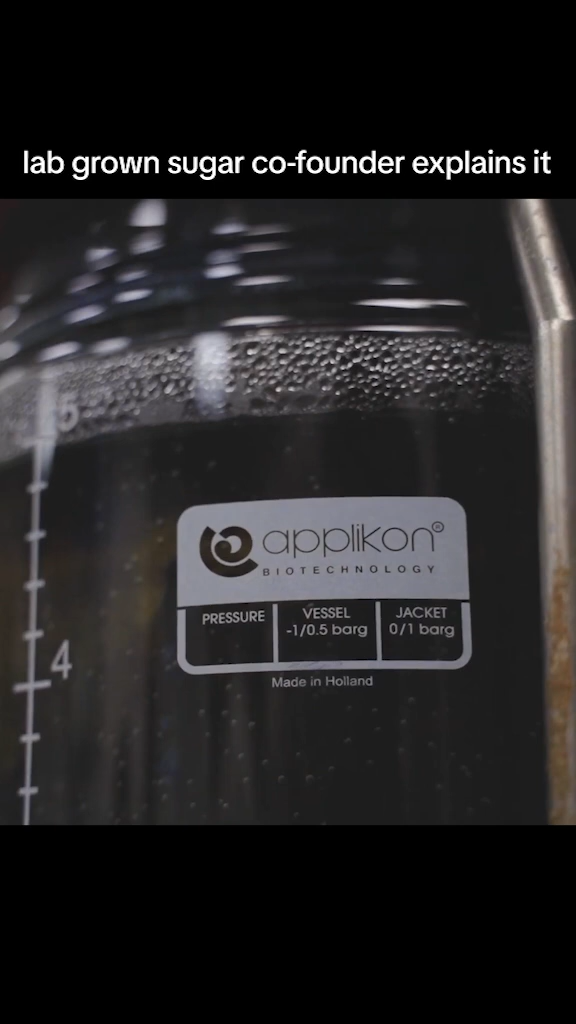 lab grown sugar co-founder explains it
5
applikon®
BIOTECHNOLOGY
PRESSURE VESSEL JACKET
-1/0.5 barg 0/1 barg
Made in Holland
4